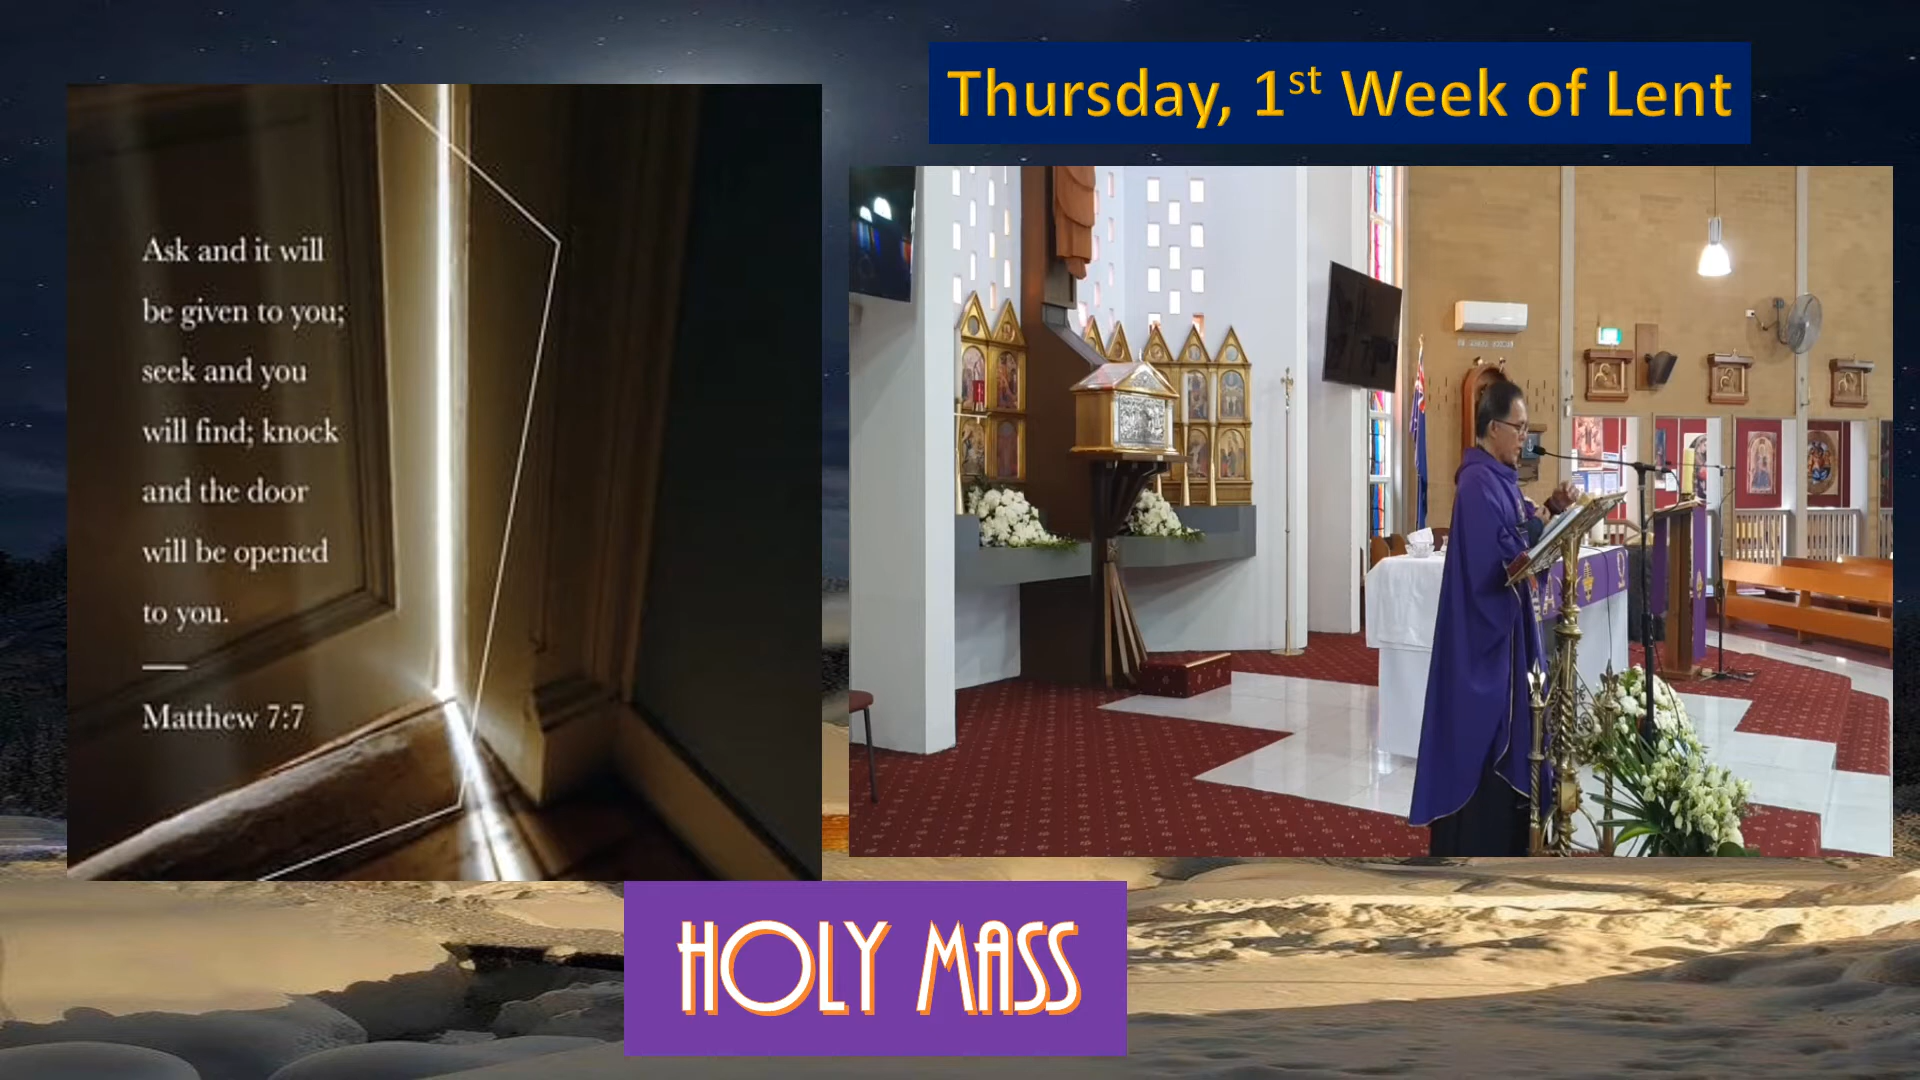 Thursday, 1st Week of Lent
Ask and it will
be given to you;
seek and you
will find; knock
and the door
will be opened
to you.
Matthew 7:7
HOLY MASS